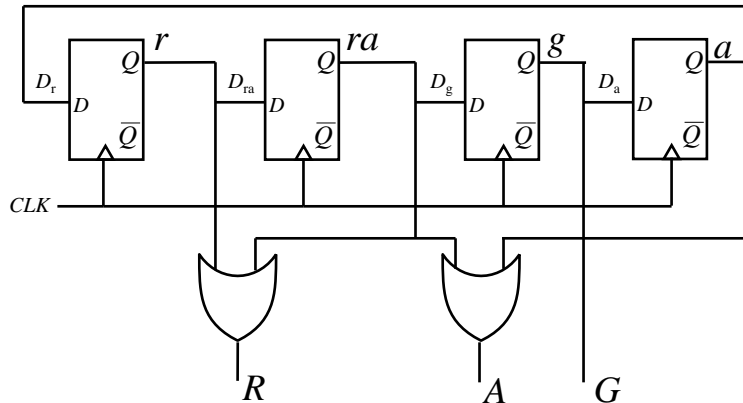 r ra g a
Q Q Q Q
D_r D_ra D_g D_a
D D D D
Q̅ Q̅ Q̅ Q̅
CLK
R A G